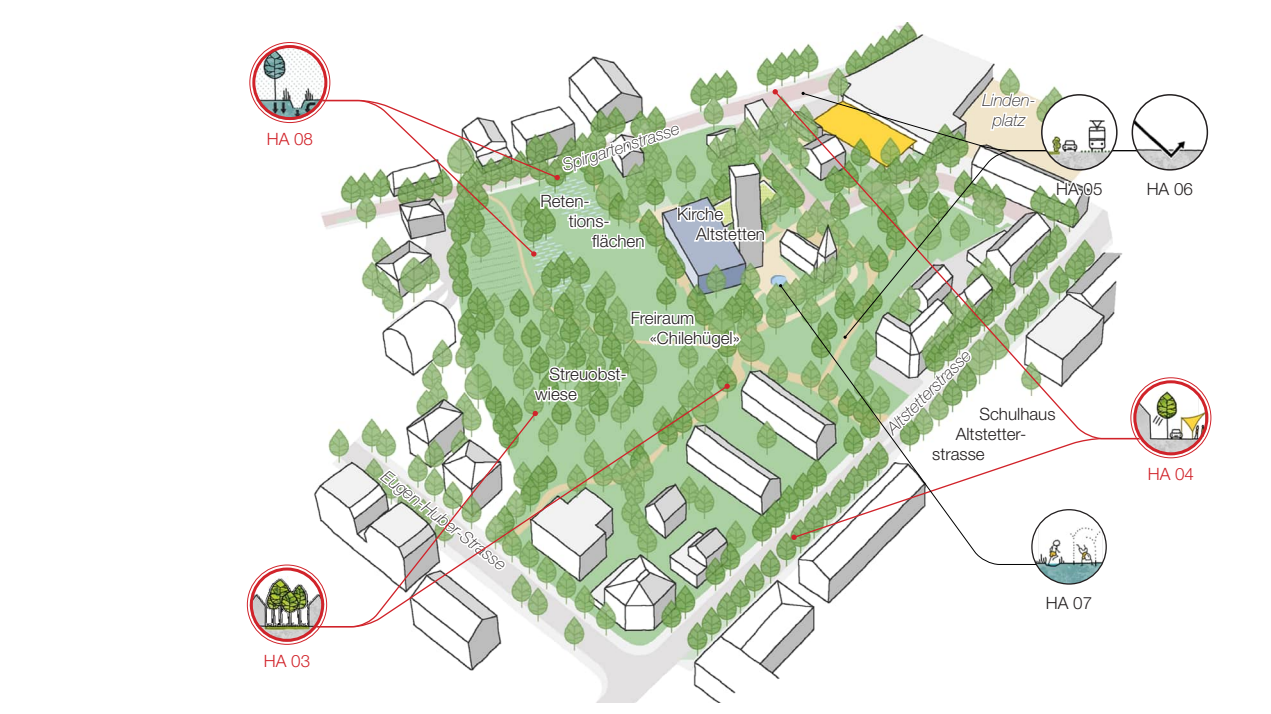 Linden-
platz
HA 08
Spirgartenstrasse
HA 05
HA 06
Reten-
tions-
flächen
Kirche
Altstetten
Freiraum
«Chilehügel»
Streuobst-
wiese
Altstetterstrasse
Schulhaus
Altstetter-
strasse
HA 04
Eugen-Huber-Strasse
HA 07
HA 03